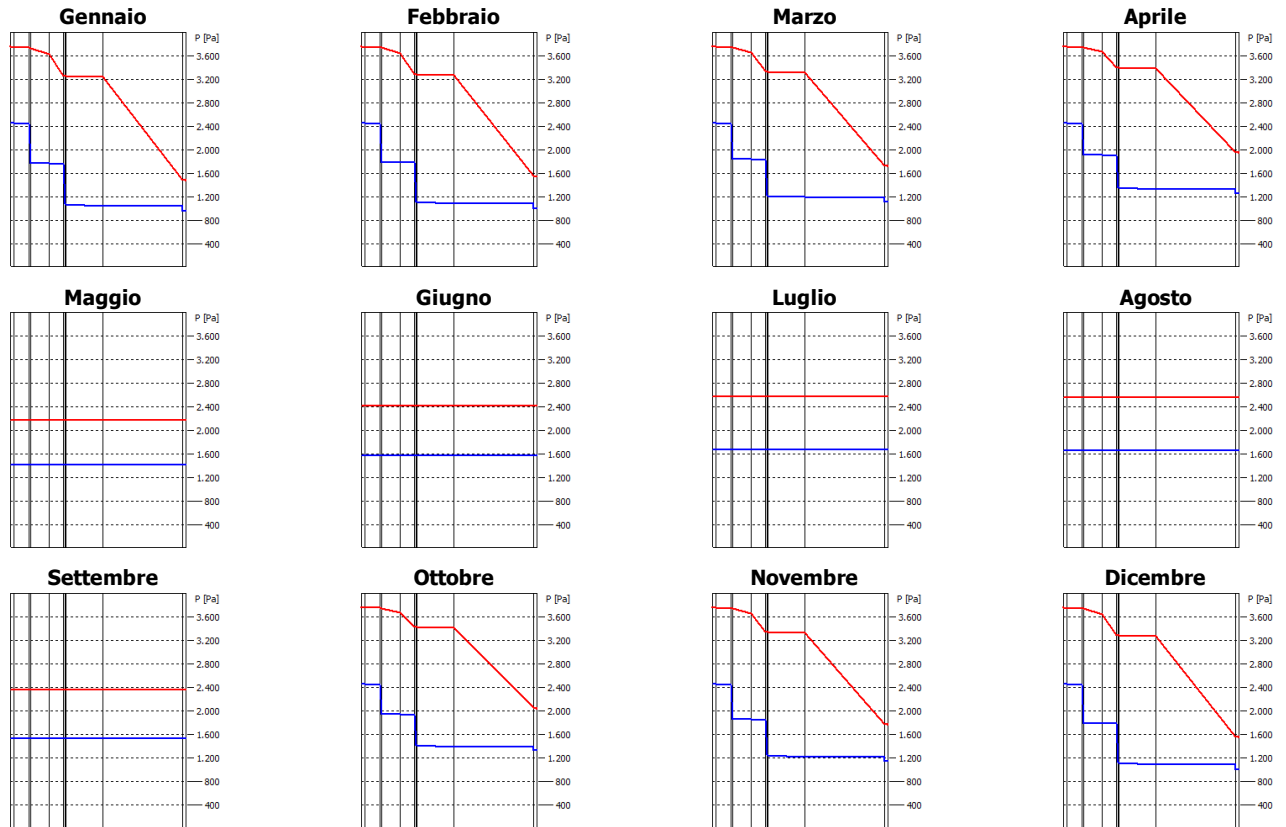 Gennaio Febbraio Marzo Aprile
P [Pa] P [Pa] P [Pa] P [Pa]
3.600 3.600 3.600 3.600
3.200 3.200 3.200 3.200
2.800 2.800 2.800 2.800
2.400 2.400 2.400 2.400
2.000 2.000 2.000 2.000
1.600 1.600 1.600 1.600
1.200 1.200 1.200 1.200
800 800 800 800
400 400 400 400
Maggio Giugno Luglio Agosto
P [Pa] P [Pa] P [Pa] P [Pa]
3.600 3.600 3.600 3.600
3.200 3.200 3.200 3.200
2.800 2.800 2.800 2.800
2.400 2.400 2.400 2.400
2.000 2.000 2.000 2.000
1.600 1.600 1.600 1.600
1.200 1.200 1.200 1.200
800 800 800 800
400 400 400 400
Settembre Ottobre Novembre Dicembre
P [Pa] P [Pa] P [Pa] P [Pa]
3.600 3.600 3.600 3.600
3.200 3.200 3.200 3.200
2.800 2.800 2.800 2.800
2.400 2.400 2.400 2.400
2.000 2.000 2.000 2.000
1.600 1.600 1.600 1.600
1.200 1.200 1.200 1.200
800 800 800 800
400 400 400 400